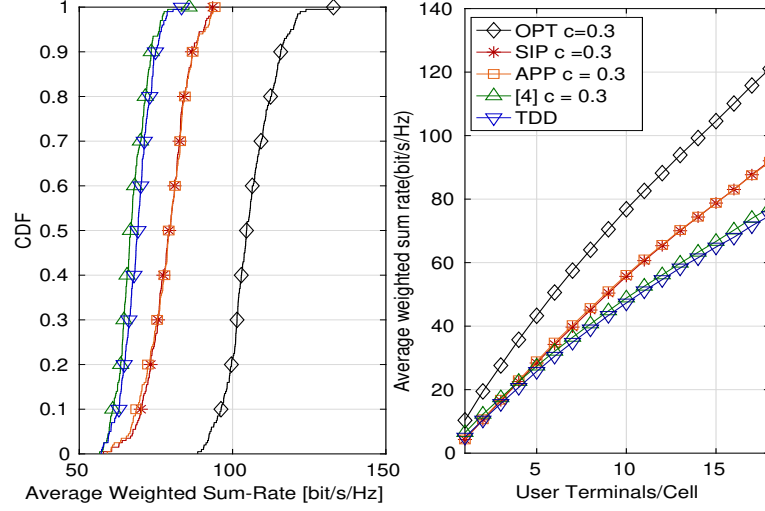 CDF
1
0.9
0.8
0.7
0.6
0.5
0.4
0.3
0.2
0.1
0
50
100
150
Average Weighted Sum-Rate [bit/s/Hz]
Average weighted sum rate(bit/s/Hz)
140
120
100
80
60
40
20
0
OPT c=0.3
SIP c=0.3
APP c = 0.3
[4] c = 0.3
TDD
5
10
15
User Terminals/Cell